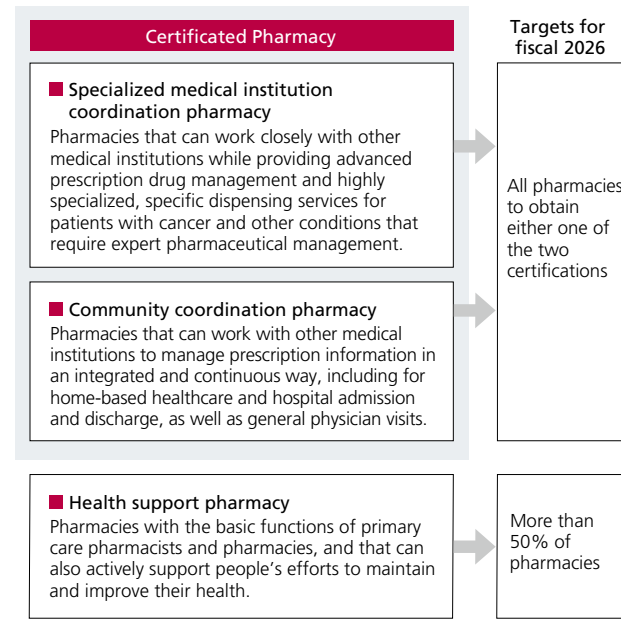 Certificated Pharmacy
Targets for
fiscal 2026
Specialized medical institution
coordination pharmacy
Pharmacies that can work closely with other
medical institutions while providing advanced
prescription drug management and highly
specialized, specific dispensing services for
patients with cancer and other conditions that
require expert pharmaceutical management.
All pharmacies
to obtain
either one of
the two
certifications
Community coordination pharmacy
Pharmacies that can work with other medical
institutions to manage prescription information in
an integrated and continuous way, including for
home-based healthcare and hospital admission
and discharge, as well as general physician visits.
Health support pharmacy
Pharmacies with the basic functions of primary
care pharmacists and pharmacies, and that can
also actively support people’s efforts to maintain
and improve their health.
More than
50% of
pharmacies